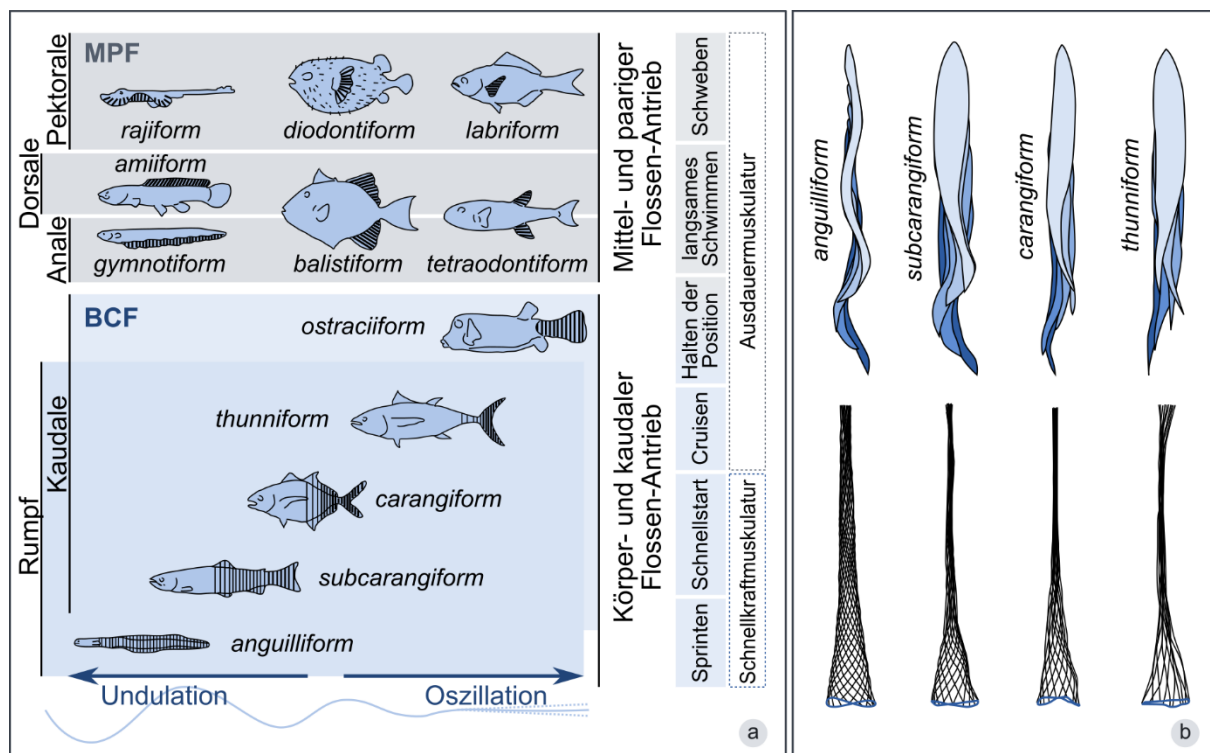 MPF
Pektorale
rajiform
diodontiform
labriform
Dorsale
amiiform
Anale
gymnotiform
balistiform
tetraodontiform
BCF
ostraciiform
Rumpf
Kaudale
thunniform
carangiform
subcarangiform
anguilliform
Undulation
Oszillation
Mittel- und paariger
Flossen-Antrieb
Körper- und kaudaler
Flossen-Antrieb
Schweben
langsames
Schwimmen
Halten der
Position
Cruisen
Schnellstart
Sprinten
Ausdauermuskulatur
Schnellkraftmuskulatur
a
anguilliform
subcarangiform
carangiform
thunniform
b